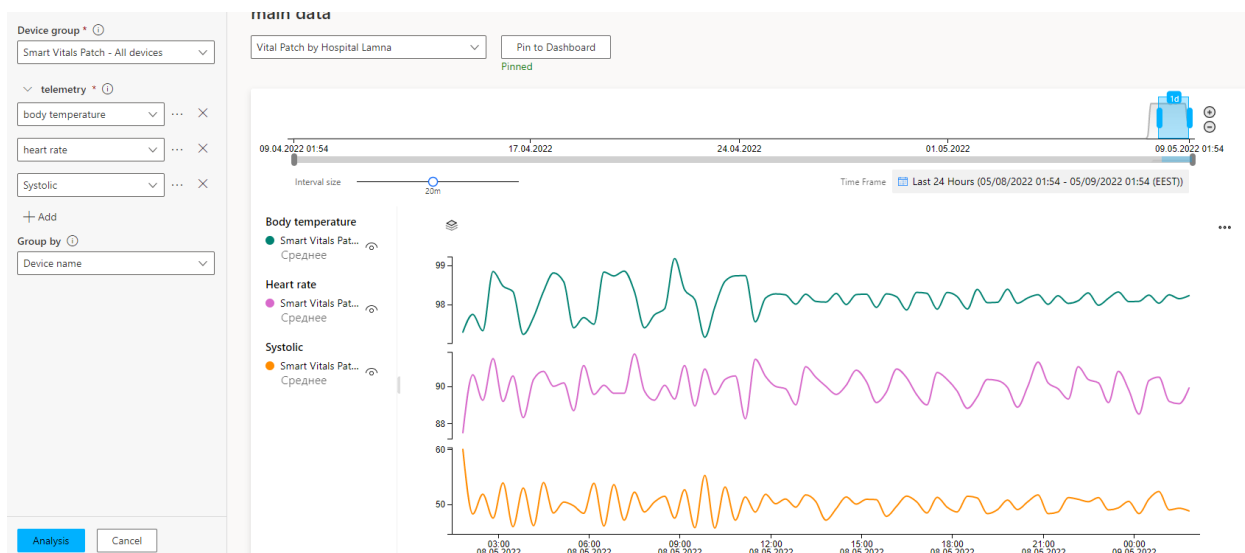 main data
Device group *
Smart Vitals Patch - All devices
telemetry *
body temperature
heart rate
Systolic
Add
Group by
Device name
Analysis
Cancel
Vital Patch by Hospital Lamna
Pin to Dashboard
Pinned
1d
09.04.2022 01:54
17.04.2022
24.04.2022
01.05.2022
09.05.2022 01:54
Interval size
20m
Time Frame
Last 24 Hours (05/08/2022 01:54 - 05/09/2022 01:54 (EEST))
Body temperature
Smart Vitals Pat...
Среднее
Heart rate
Smart Vitals Pat...
Среднее
Systolic
Smart Vitals Pat...
Среднее
99
98
90
88
60
50
03:00 06:00 09:00 12:00 15:00 18:00 21:00 00:00
08.05.2022 08.05.2022 08.05.2022 08.05.2022 08.05.2022 08.05.2022 08.05.2022 09.05.2022